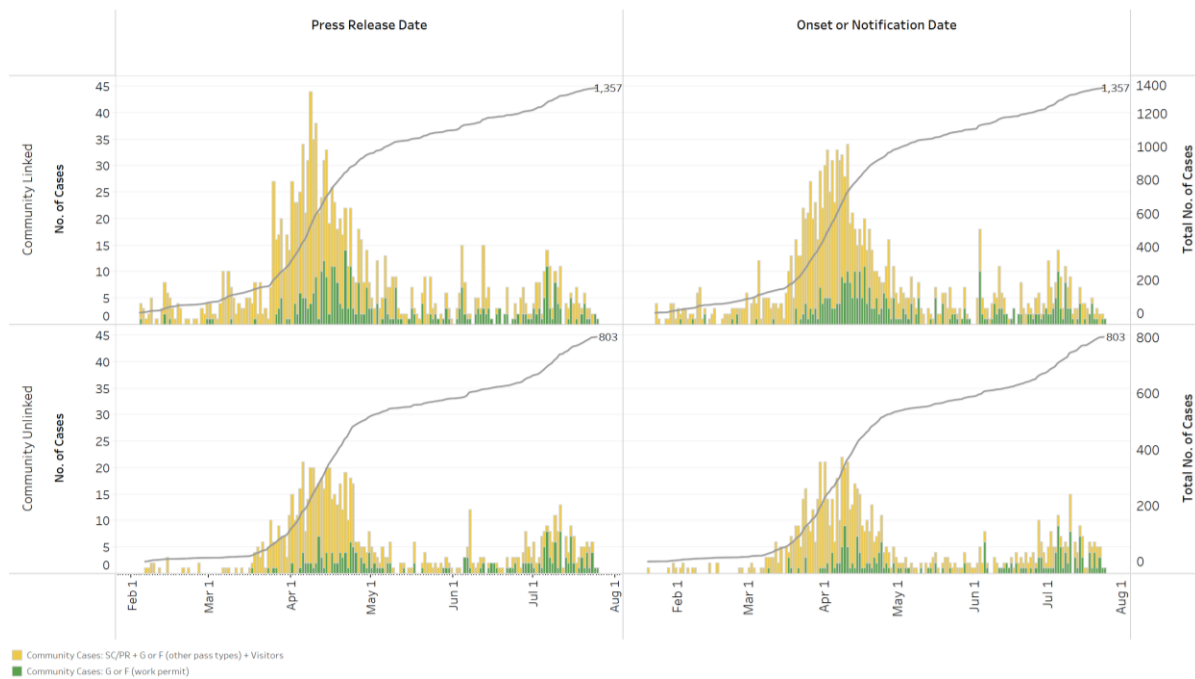 Press Release Date
Onset or Notification Date
Community Linked
No. of Cases
45
40
35
30
25
20
15
10
5
0
1,357
1,357
1400
1200
1000
800
600
400
200
0
Total No. of Cases
Community Unlinked
No. of Cases
45
40
35
30
25
20
15
10
5
0
803
803
800
600
400
200
0
Total No. of Cases
Feb 1
Mar 1
Apr 1
May 1
Jun 1
Jul 1
Aug 1
Feb 1
Mar 1
Apr 1
May 1
Jun 1
Jul 1
Aug 1
Community Cases: SC/PR + G or F (other pass types) + Visitors
Community Cases: G or F (work permit)